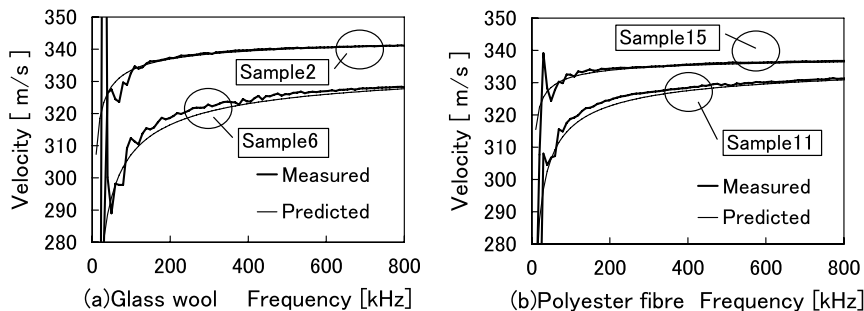 350
340
330
320
310
300
290
280
Velocity [ m/s ]
Sample2
Sample6
Measured
Predicted
0 200 400 600 800
(a)Glass wool Frequency [kHz]
350
340
330
320
310
300
290
280
Velocity [ m/s ]
Sample15
Sample11
Measured
Predicted
0 200 400 600 800
(b)Polyester fibre Frequency [kHz]